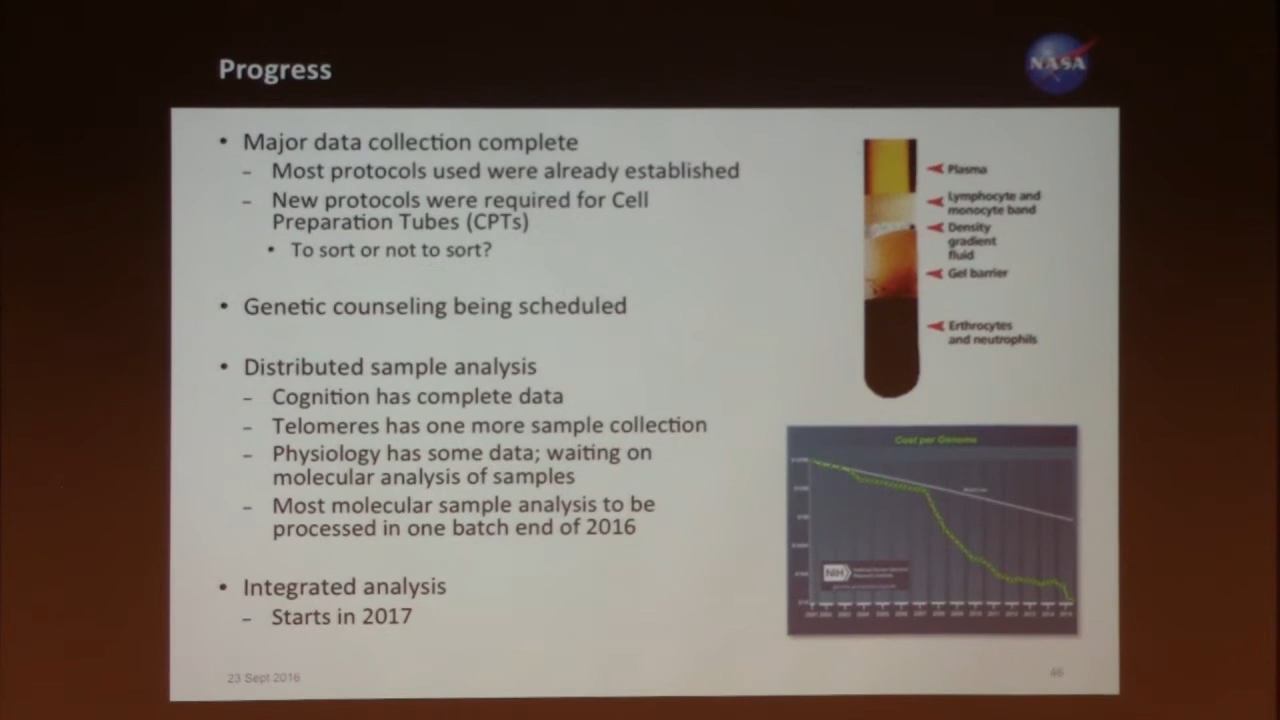 Progress
NASA
• Major data collection complete
– Most protocols used were already established
– New protocols were required for Cell
Preparation Tubes (CPTs)
• To sort or not to sort?
• Genetic counseling being scheduled
• Distributed sample analysis
– Cognition has complete data
– Telomeres has one more sample collection
– Physiology has some data; waiting on
molecular analysis of samples
– Most molecular sample analysis to be
processed in one batch end of 2016
• Integrated analysis
– Starts in 2017
Plasma
Lymphocyte and
monocyte band
Density
gradient
fluid
Gel barrier
Erthrocytes
and neutrophils
Cost per Genome
NIH
23 Sept 2016
46